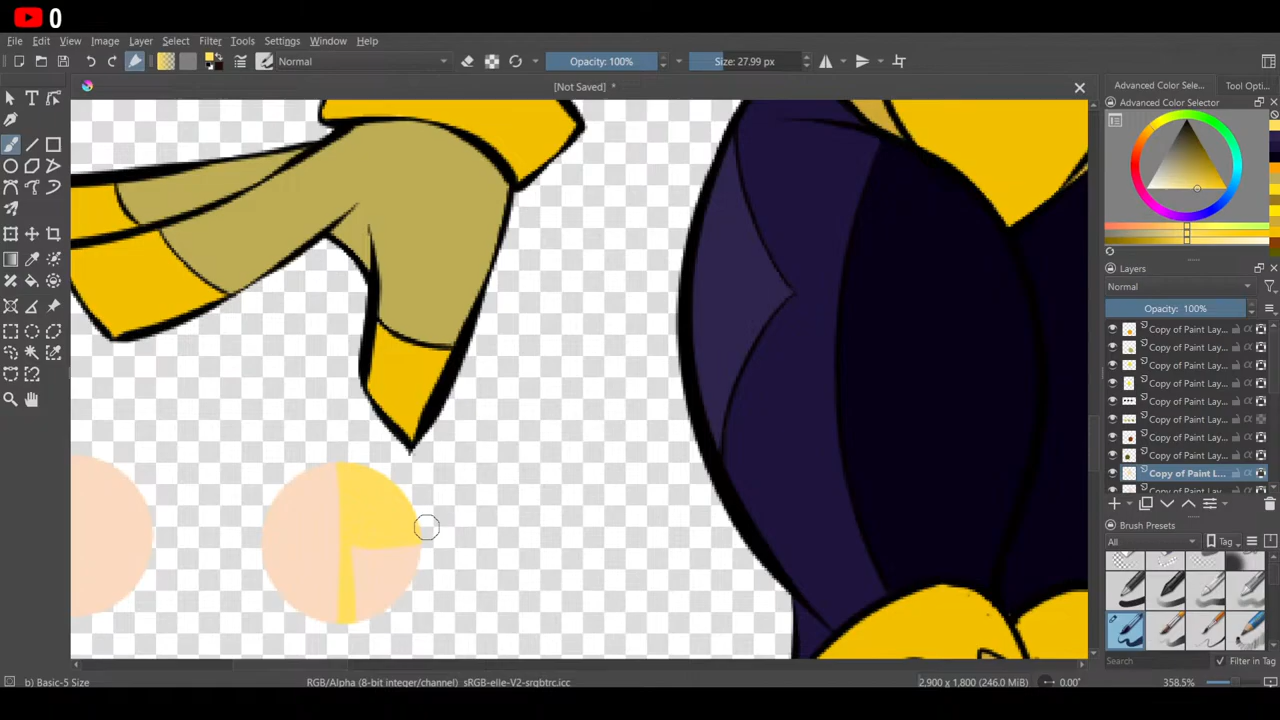 0
File Edit View Image Layer Select Filter Tools Settings Window Help
Normal
Opacity: 100%
Size: 27.99 px
[Not Saved] *
Advanced Color Sele...
Tool Opti...
Advanced Color Selector
Layers
Normal
Opacity: 100%
Copy of Paint Lay...
Copy of Paint Lay...
Copy of Paint Lay...
Copy of Paint Lay...
Copy of Paint Lay...
Copy of Paint Lay...
Copy of Paint Lay...
Copy of Paint Lay...
Copy of Paint L...
Copy of Paint Lay...
Brush Presets
All
Tag
Search
Filter in Tag
b) Basic-5 Size
RGB/Alpha (8-bit integer/channel) sRGB-elle-V2-srgbtrc.icc
2,900 x 1,800 (246.0 MiB)
0.00°
358.5%